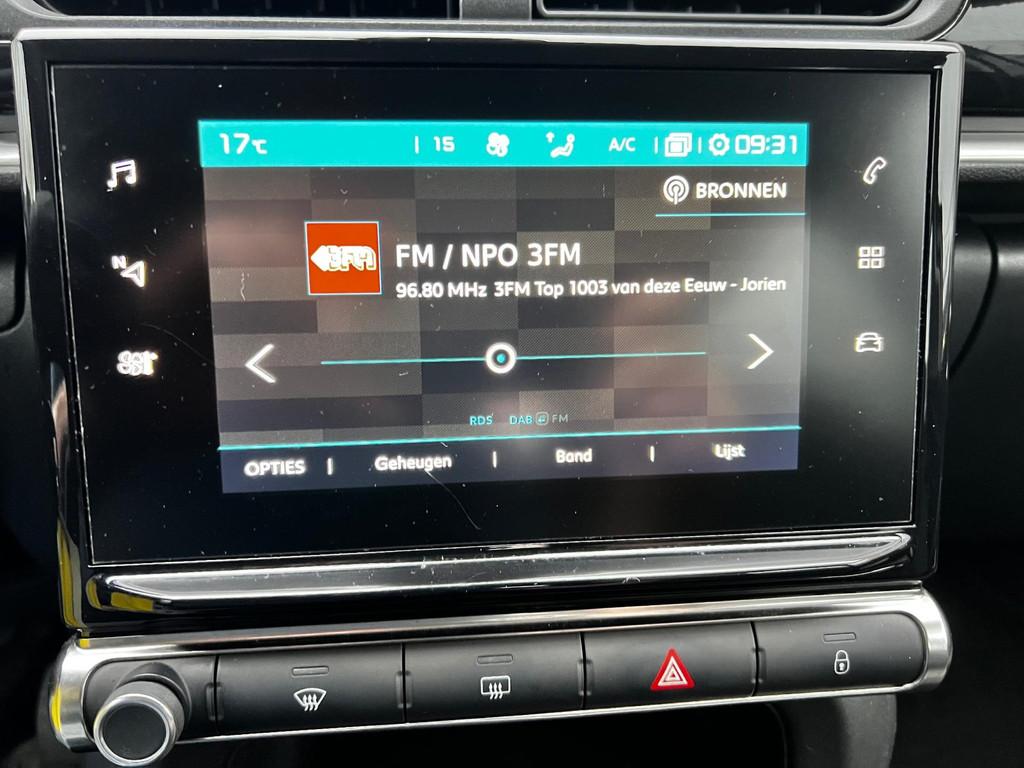 17°C
15
A/C
09:31
BRONNEN
3FM
FM / NPO 3FM
96.80 MHz 3FM Top 1003 van deze Eeuw - Jorien
N
RDS DAB FM
OPTIES Geheugen Band Lijst